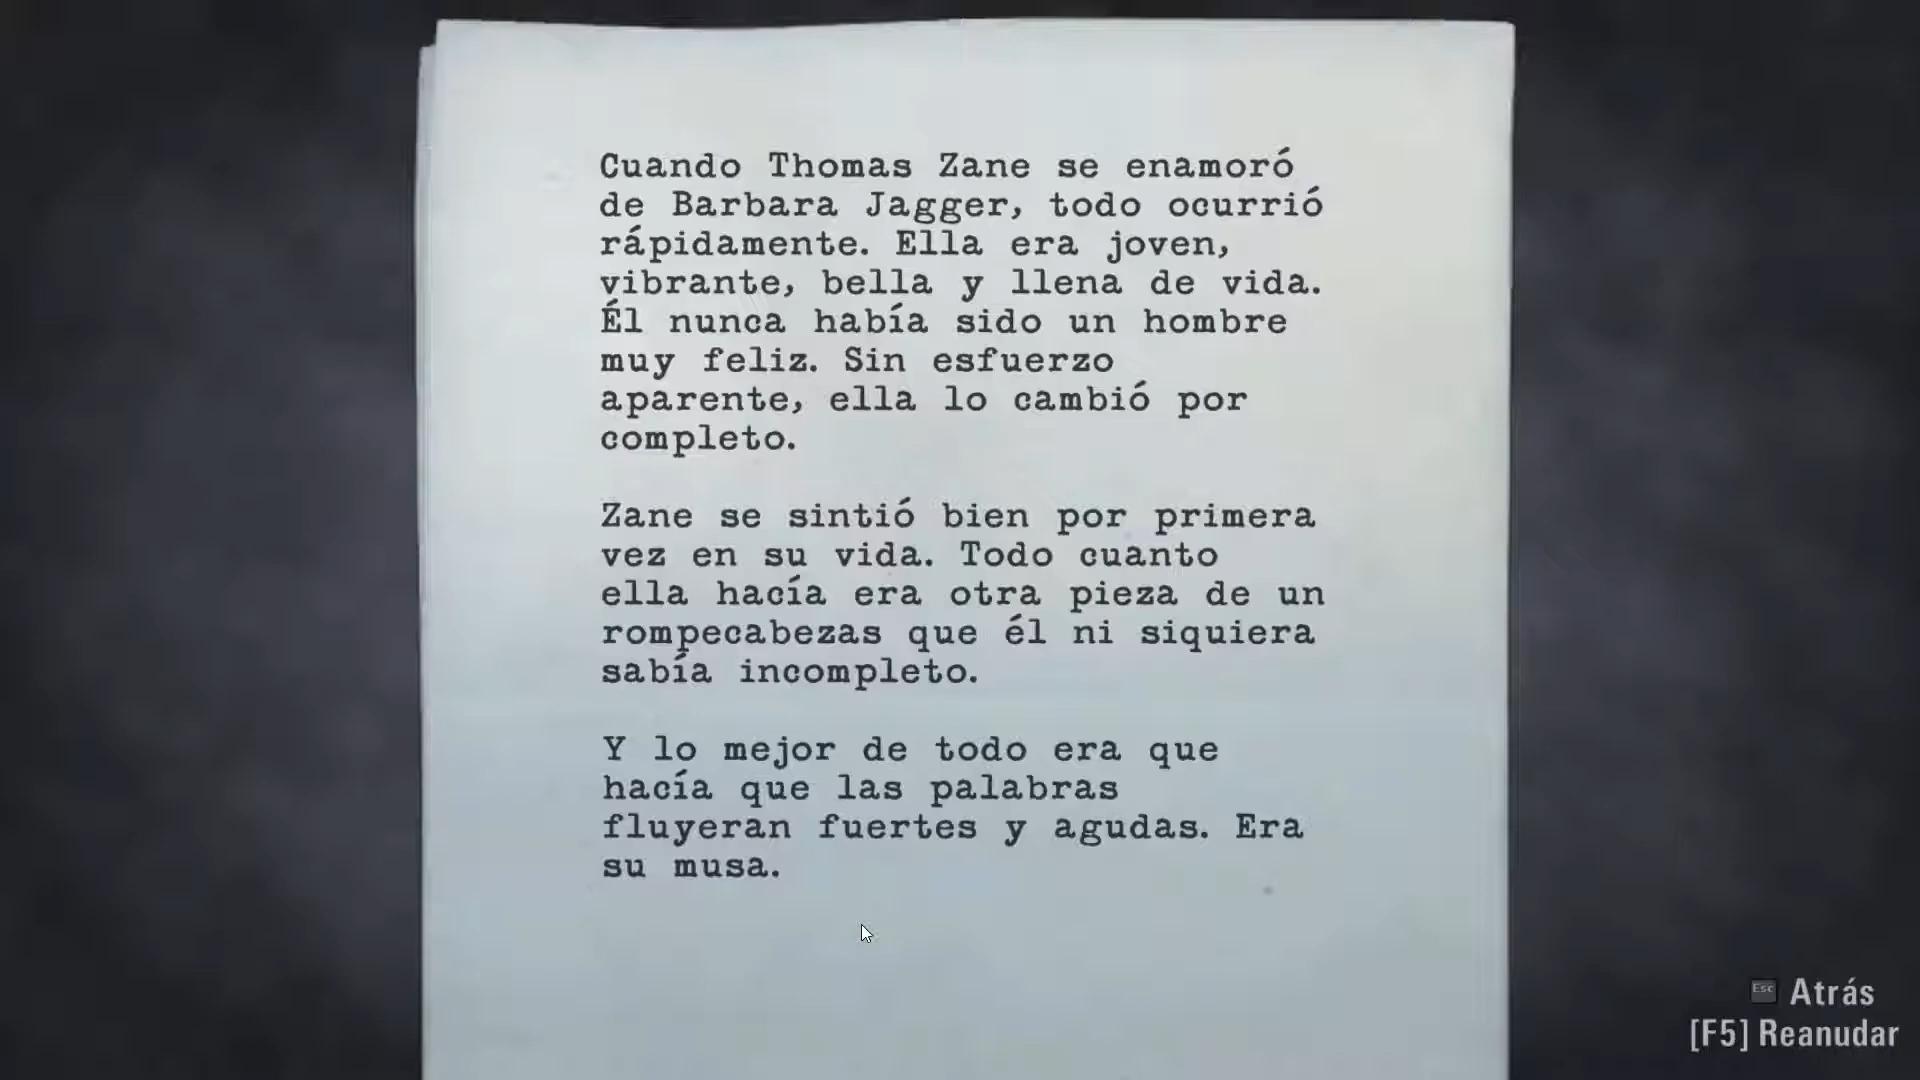 Cuando Thomas Zane se enamoró
de Barbara Jagger, todo ocurrió
rápidamente. Ella era joven,
vibrante, bella y llena de vida.
Él nunca había sido un hombre
muy feliz. Sin esfuerzo
aparente, ella lo cambió por
completo.
Zane se sintió bien por primera
vez en su vida. Todo cuanto
ella hacía era otra pieza de un
rompecabezas que él ni siquiera
sabía incompleto.
Y lo mejor de todo era que
hacía que las palabras
fluyeran fuertes y agudas. Era
su musa.
Esc Atrás
[F5] Reanudar